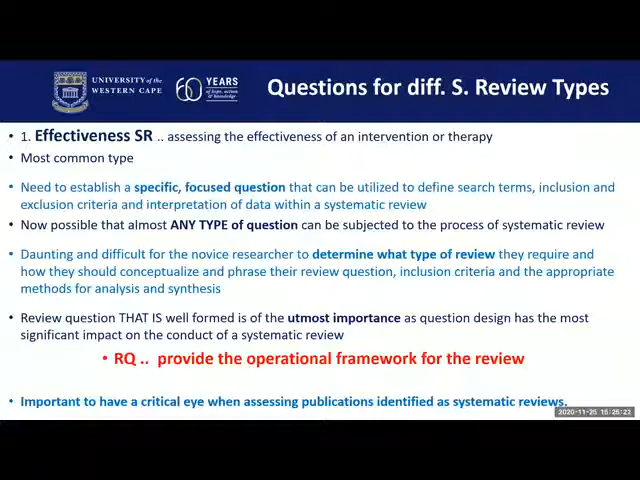 UNIVERSITY of the
WESTERN CAPE
60 YEARS
of hope, action
& knowledge
Questions for diff. S. Review Types
• 1. Effectiveness SR .. assessing the effectiveness of an intervention or therapy
• Most common type
• Need to establish a specific, focused question that can be utilized to define search terms, inclusion and
exclusion criteria and interpretation of data within a systematic review
• Now possible that almost ANY TYPE of question can be subjected to the process of systematic review
• Daunting and difficult for the novice researcher to determine what type of review they require and
how they should conceptualize and phrase their review question, inclusion criteria and the appropriate
methods for analysis and synthesis
• Review question THAT IS well formed is of the utmost importance as question design has the most
significant impact on the conduct of a systematic review
• RQ .. provide the operational framework for the review
• Important to have a critical eye when assessing publications identified as systematic reviews.
2020-11-25 15:25:22